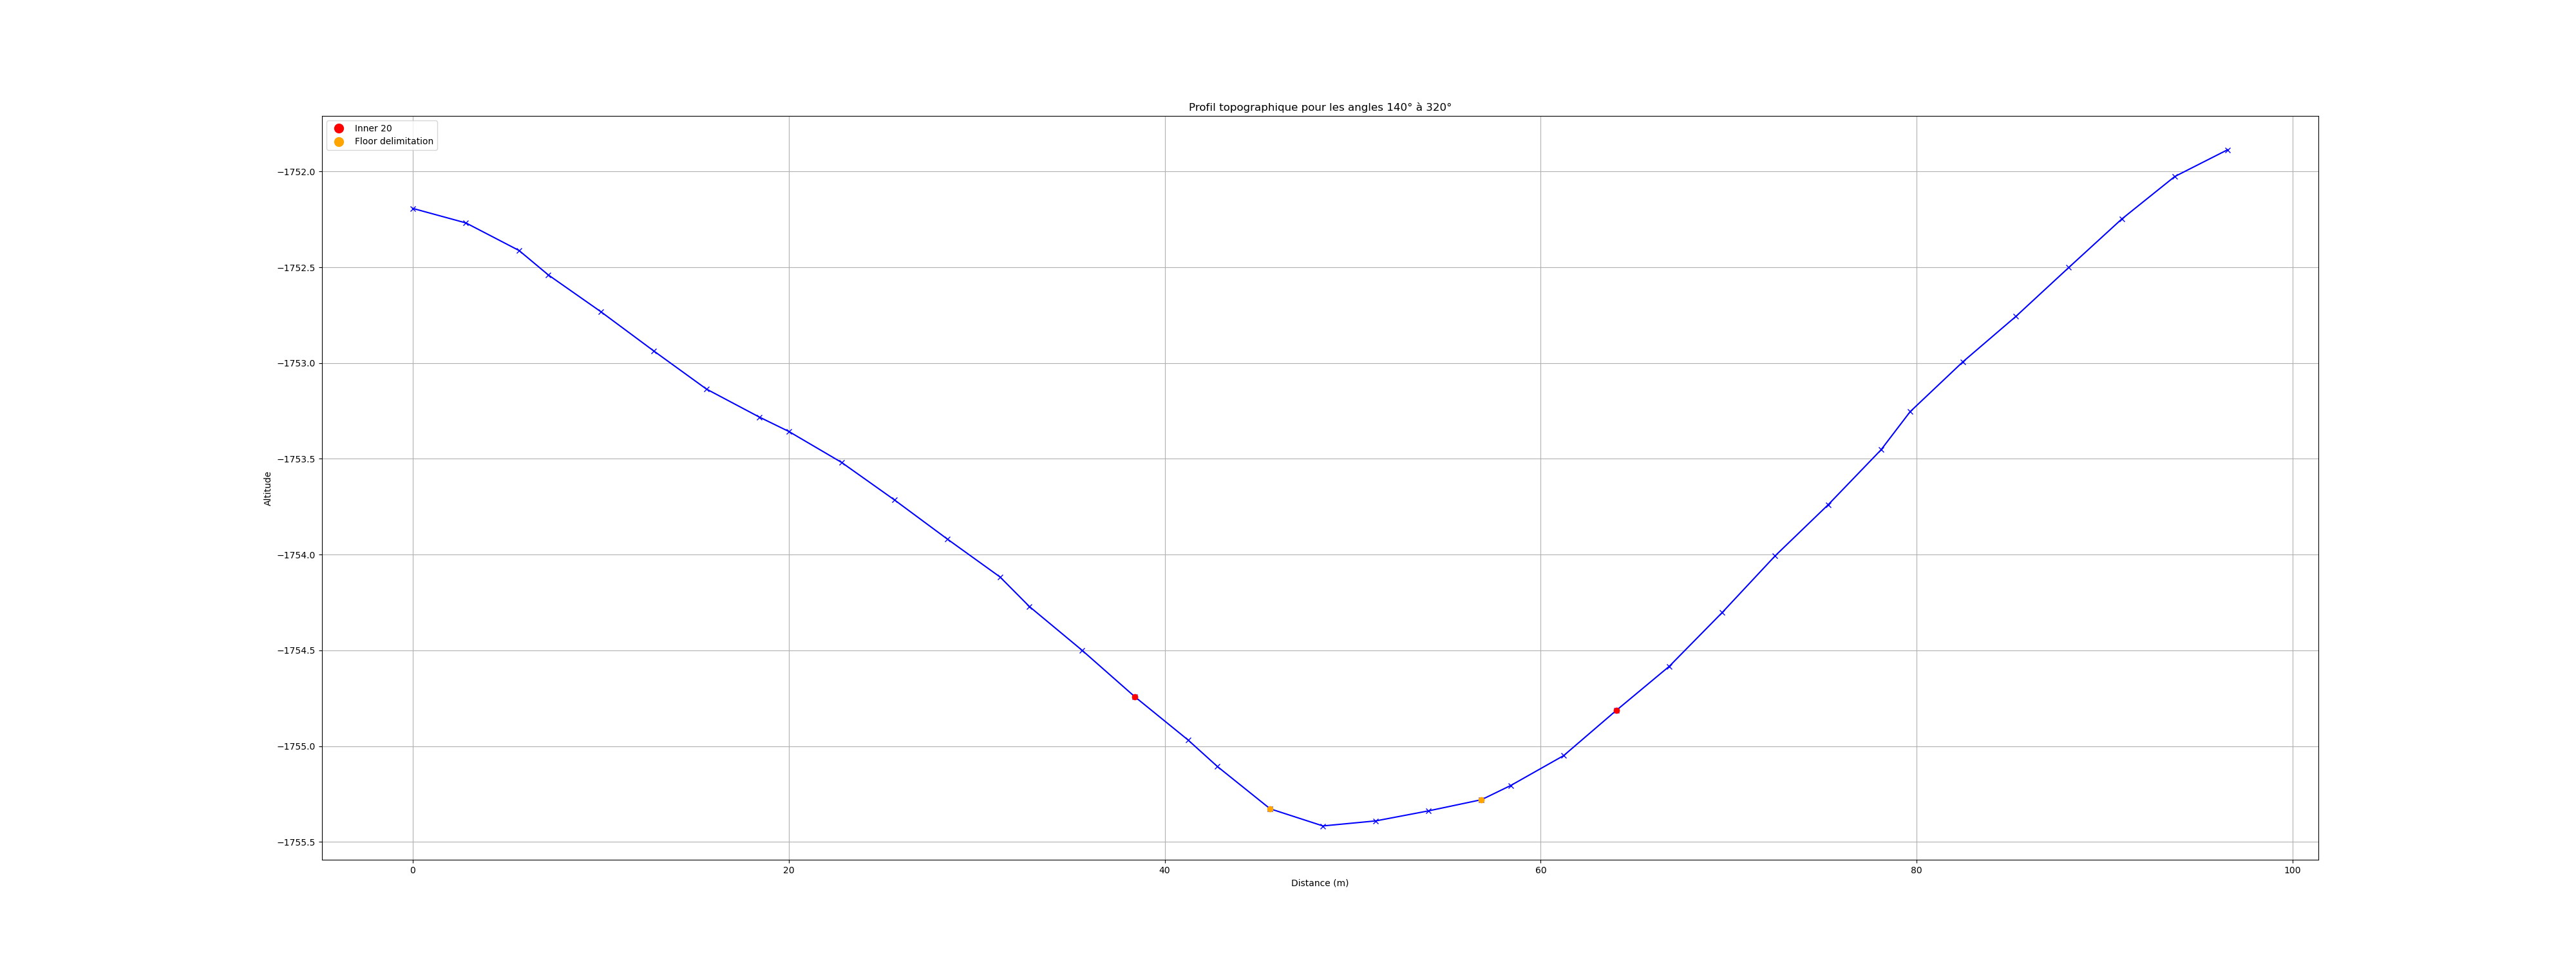 Profil topographique pour les angles 140° à 320°
Inner 20
Floor delimitation
−1752.0
−1752.5
−1753.0
−1753.5
−1754.0
−1754.5
−1755.0
−1755.5
Altitude
0 20 40 60 80 100
Distance (m)